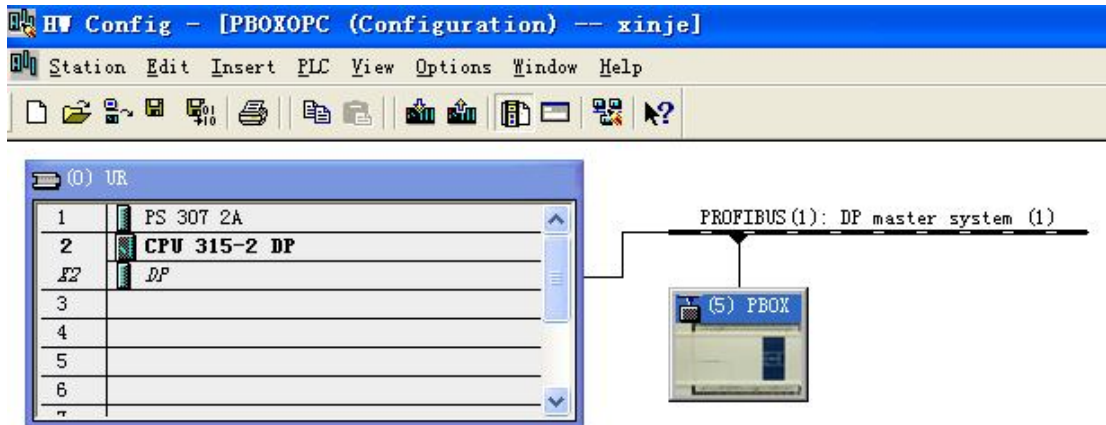 HW Config - [PBOXOPC (Configuration) -- xinje]
Station Edit Insert PLC View Options Window Help
(0) UR
1 PS 307 2A
2 CPU 315-2 DP
X2 DP
3
4
5
6
7
PROFIBUS(1): DP master system (1)
(5) PBOX